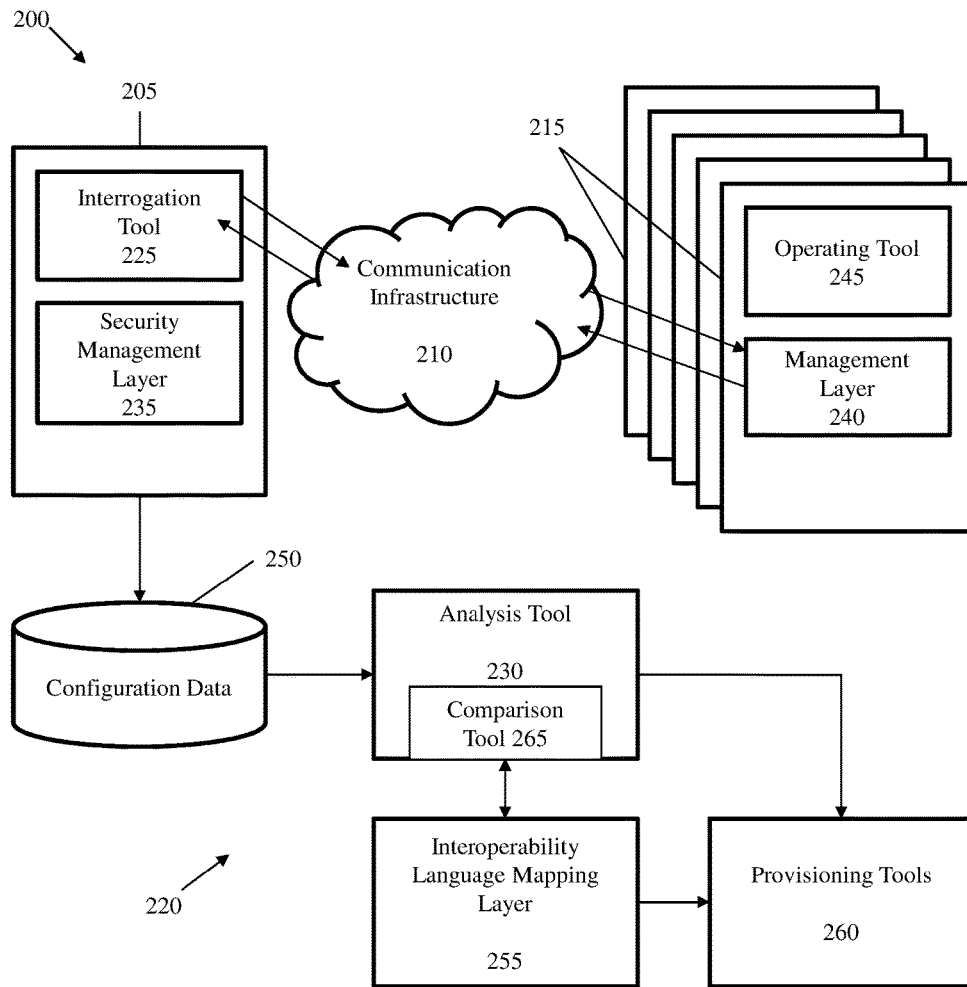 200
205
Interrogation
Tool
225
Security
Management
Layer
235
Communication
Infrastructure
210
215
Operating Tool
245
Management
Layer
240
250
Configuration Data
Analysis Tool
230
Comparison
Tool 265
220
Interoperability
Language Mapping
Layer
255
Provisioning Tools
260